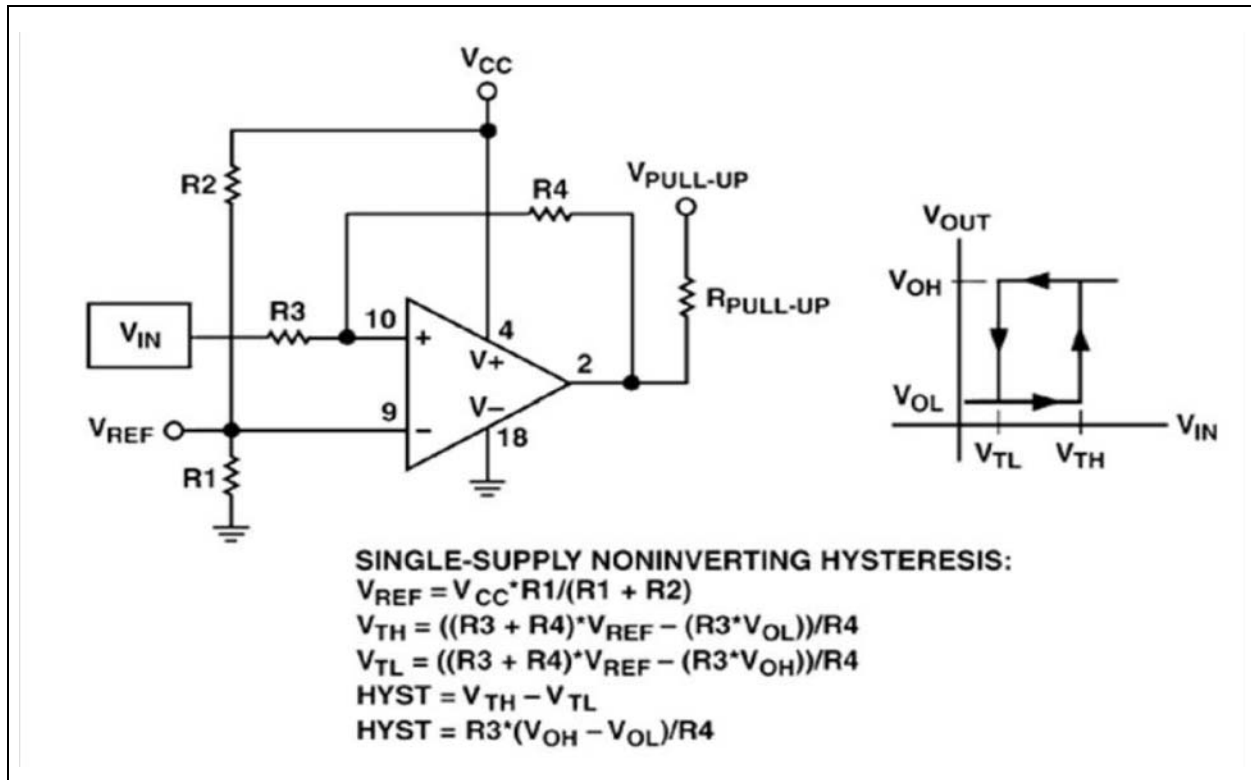 VCC
R2
R4
VPULL-UP
VOUT
VOH
R3
10
RPULL-UP
VIN
+
4
V+
2
VOL
9
V–
VREF
–
18
VIN
R1
VTL
VTH
SINGLE-SUPPLY NONINVERTING HYSTERESIS:
VREF = VCC*R1/(R1 + R2)
VTH = ((R3 + R4)*VREF – (R3*VOL))/R4
VTL = ((R3 + R4)*VREF – (R3*VOH))/R4
HYST = VTH – VTL
HYST = R3*(VOH – VOL)/R4